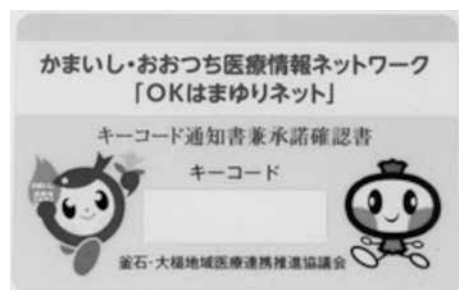 かまいし・おおつち医療情報ネットワーク
「OKはまゆりネット」
キーコード通知書兼承諾確認書
キーコード
釜石・大槌地域医療連携推進協議会